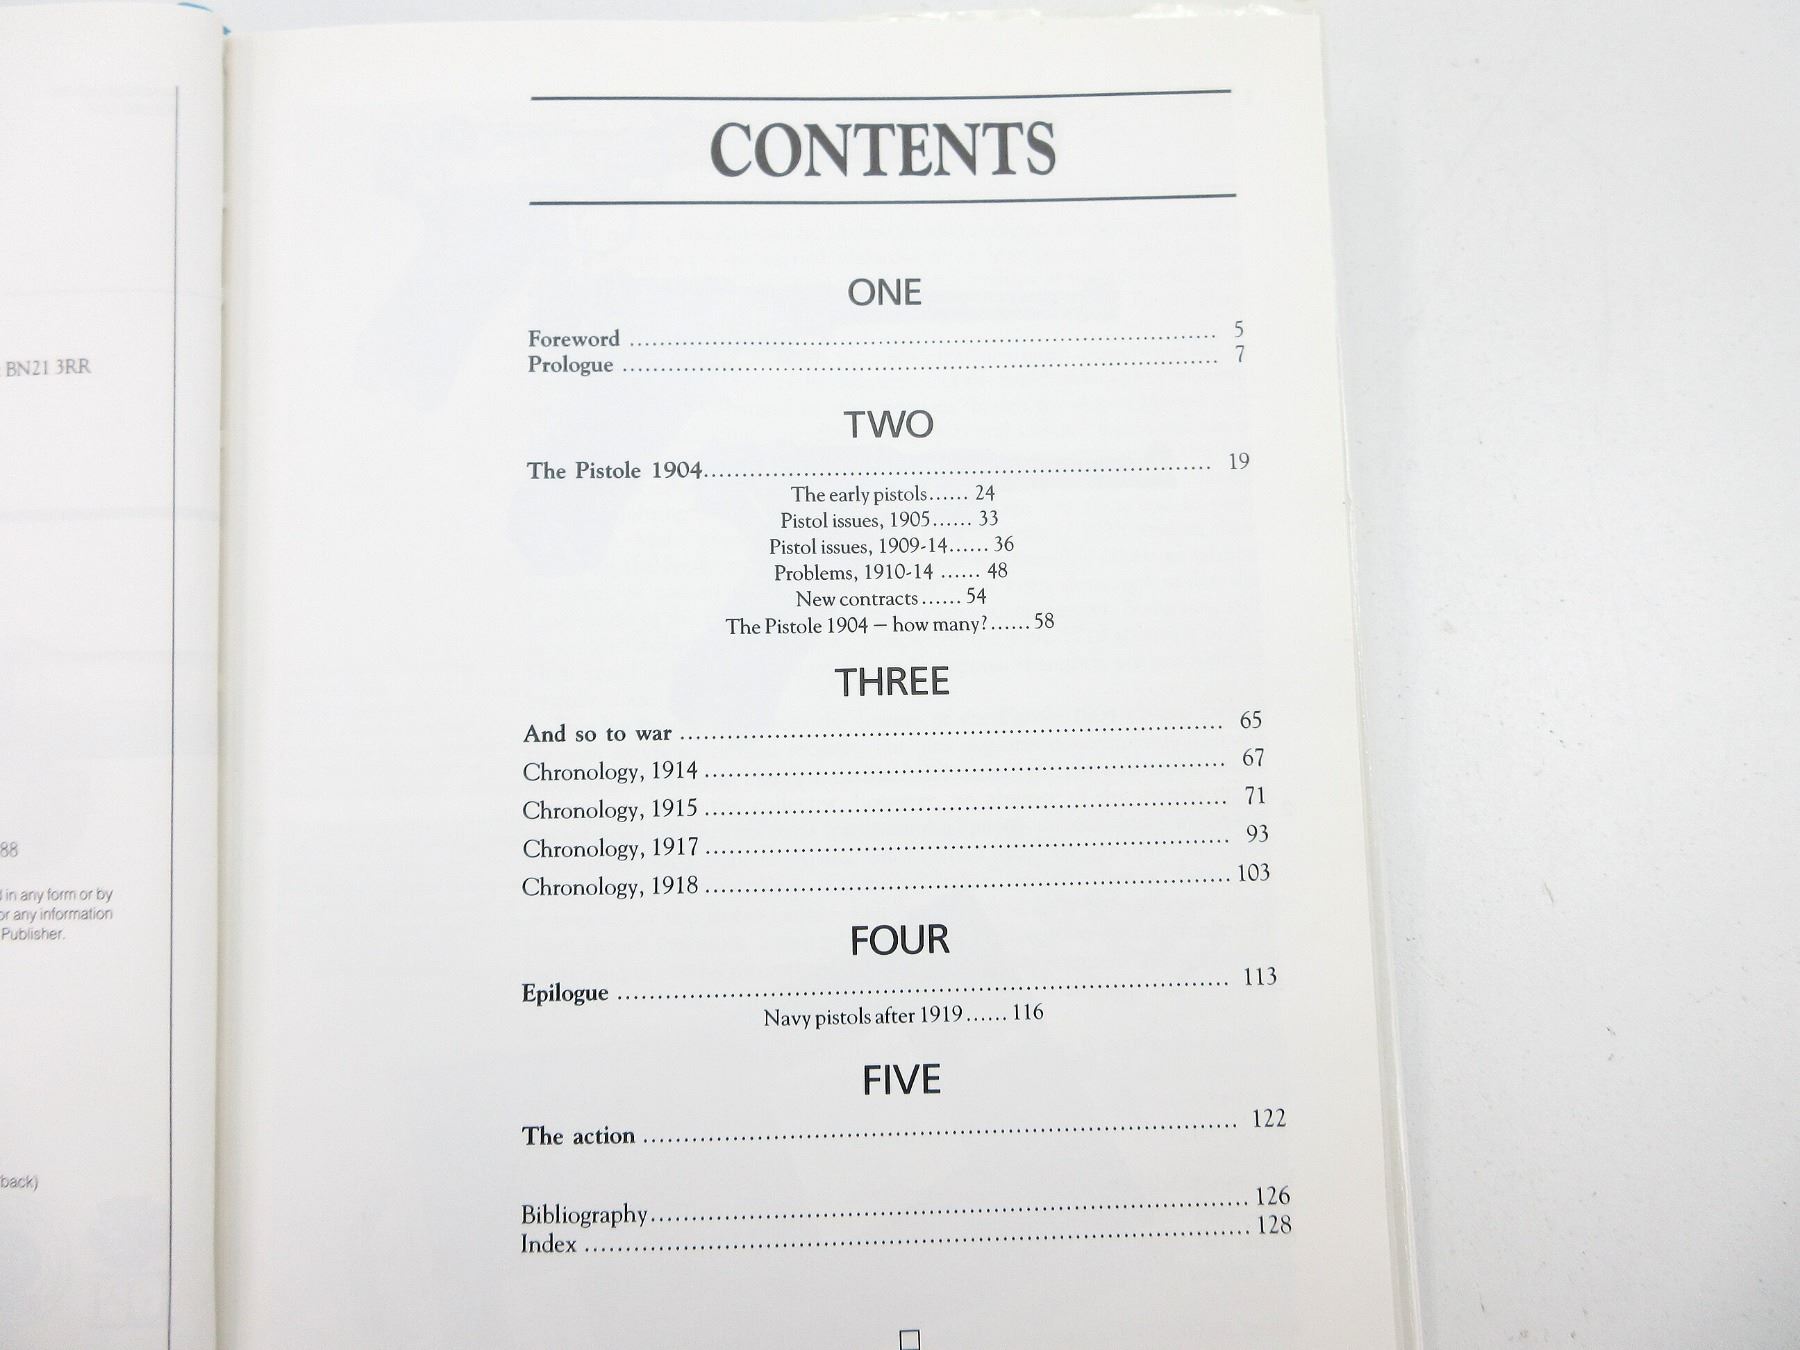 BN21 3RR
88
in any form or by
or any information
Publisher.
back)
CONTENTS
ONE
Foreword ........ 5
Prologue ........ 7
TWO
The Pistole 1904........ 19
The early pistols...... 24
Pistol issues, 1905...... 33
Pistol issues, 1909-14...... 36
Problems, 1910-14 ...... 48
New contracts...... 54
The Pistole 1904 – how many?...... 58
THREE
And so to war ........ 65
Chronology, 1914 ........ 67
Chronology, 1915 ........ 71
Chronology, 1917 ........ 93
Chronology, 1918 ........ 103
FOUR
Epilogue ........ 113
Navy pistols after 1919...... 116
FIVE
The action ........ 122
Bibliography........ 126
Index ........ 128